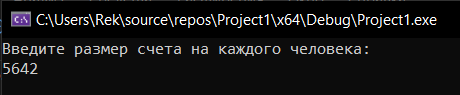 C:\Users\Rek\source\repos\Project1\x64\Debug\Project1.exe
Введите размер счета на каждого человека:
5642